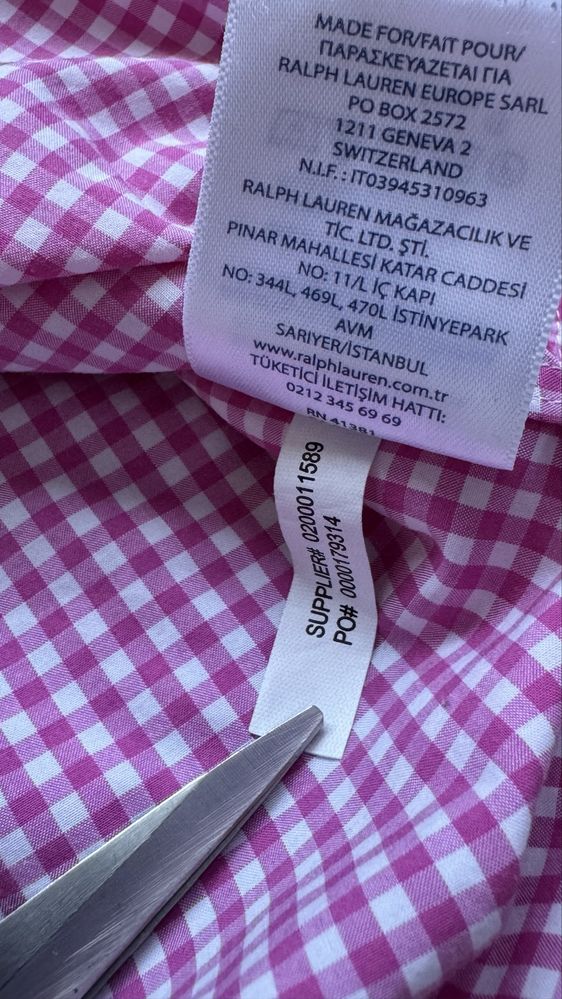 MADE FOR/FAIT POUR/
ΠΑΡΑΣΚΕΥΑΖΕΤΑΙ ΓΙΑ
RALPH LAUREN EUROPE SARL
PO BOX 2572
1211 GENEVA 2
SWITZERLAND
N.I.F. : IT03945310963
RALPH LAUREN MAĞAZACILIK VE
TİC. LTD. ŞTİ.
PINAR MAHALLESİ KATAR CADDESİ
NO: 11/L İÇ KAPI
NO: 344L, 469L, 470L İSTİNYEPARK
AVM
SARIYER/İSTANBUL
www.ralphlauren.com.tr
TÜKETİCİ İLETİŞİM HATTI:
0212 345 69 69
RN 41381
SUPPLIER# 0200011589
PO# 0000179314